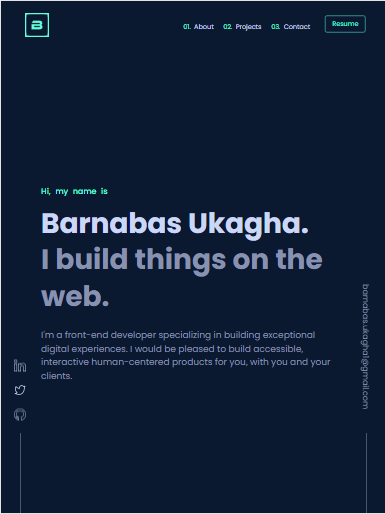 B
01. About 02. Projects 03. Contact Resume
Hi, my name is
Barnabas Ukagha.
I build things on the
web.
I'm a front-end developer specializing in building exceptional
digital experiences. I would be pleased to build accessible,
interactive human-centered products for you, with you and your
clients.
barnabas.ukagha1@gmail.com
in